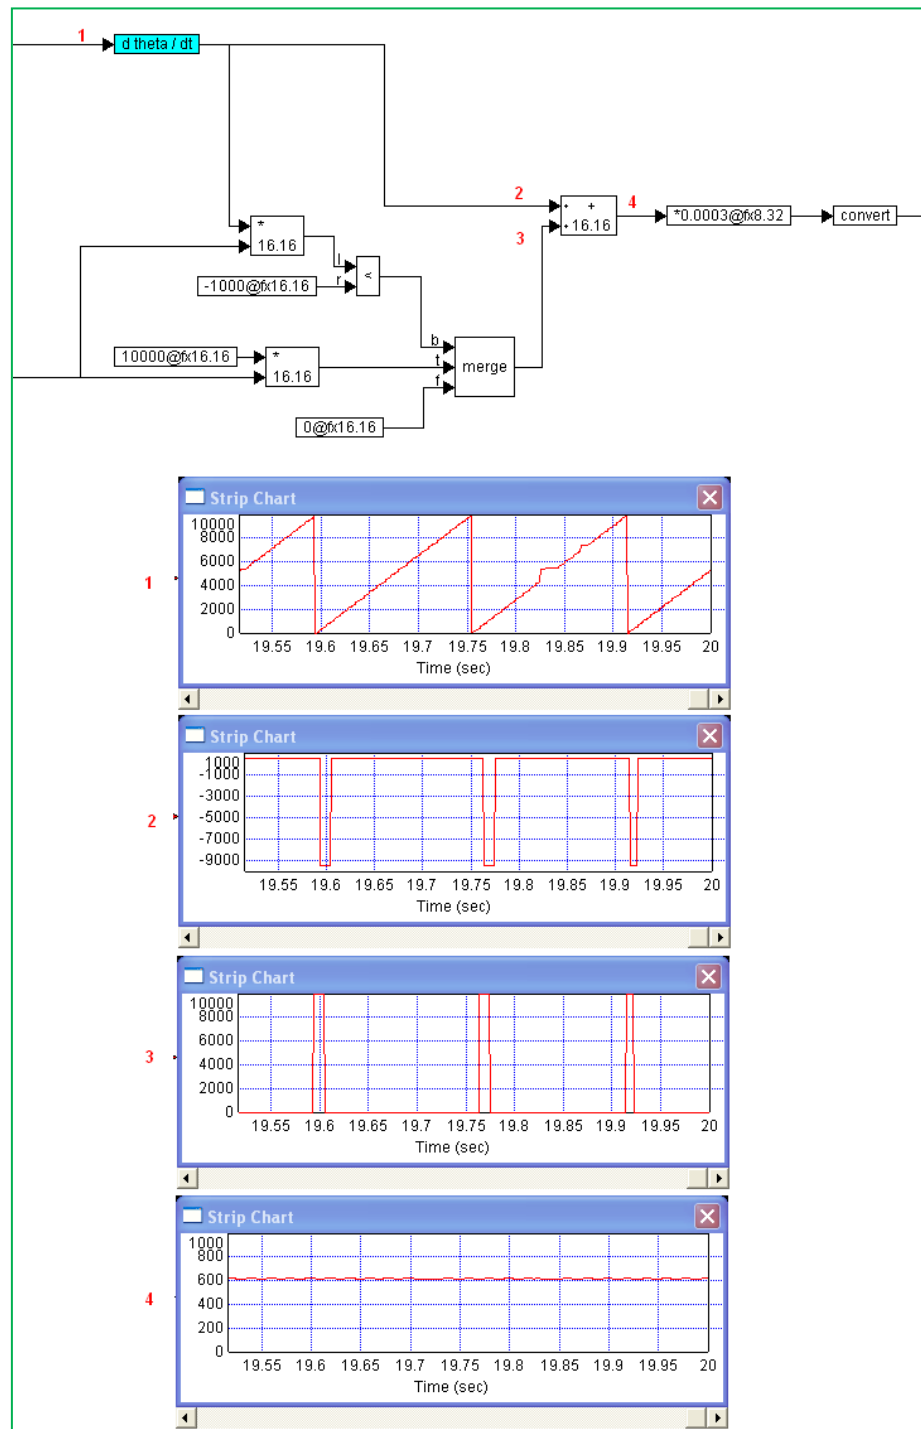 1
d theta / dt
2
3
4
*
16.16
-1000@fx16.16
l
r
<
+
16.16
*0.0003@fx8.32
convert
10000@fx16.16
*
16.16
b
t
f
merge
0@fx16.16
Strip Chart
1
10000
8000
6000
4000
2000
0
19.55 19.6 19.65 19.7 19.75 19.8 19.85 19.9 19.95 20
Time (sec)
Strip Chart
2
1000
-1000
-3000
-5000
-7000
-9000
19.55 19.6 19.65 19.7 19.75 19.8 19.85 19.9 19.95 20
Time (sec)
Strip Chart
3
10000
8000
6000
4000
2000
0
19.55 19.6 19.65 19.7 19.75 19.8 19.85 19.9 19.95 20
Time (sec)
Strip Chart
4
1000
800
600
400
200
0
19.55 19.6 19.65 19.7 19.75 19.8 19.85 19.9 19.95 20
Time (sec)